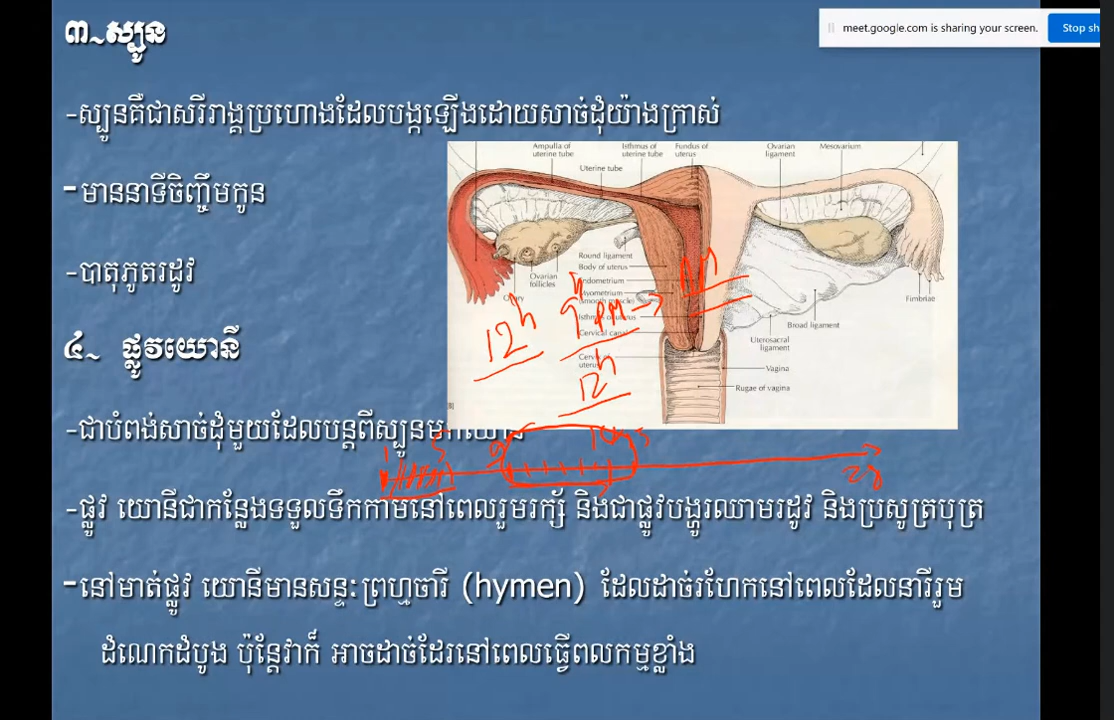 ៣~ស្បូន
meet.google.com is sharing your screen.
Stop sh
-ស្បូនគឺជាសរីរាង្គប្រហោងដែលបង្កឡើងដោយសាច់ដុំយ៉ាងក្រាស់
-មាននាទីចិញ្ចឹមកូន
-បាតុភូតរដូវ
Ampulla of uterine tube
Isthmus of uterine tube
Fundus of uterus
Ovarian ligament
Mesovarium
Uterine tube
Ovarian follicles
Round ligament
Body of uterus
Endometrium
Myometrium
Cervical canal
Fimbriae
Broad ligament
Uterosacral ligament
Vagina
Rugae of vagina
12h
9h PM
12h
28
៤~ ផ្លូវយោនី
-ជាបំពង់សាច់ដុំមួយដែលបន្តពីស្បូន
-ផ្លូវ យោនីជាកន្លែងទទួលទឹកកាមនៅពេលរួមរក្ស័ និងជាផ្លូវបង្ហូរឈាមរដូវ និងប្រសូត្របុត្រ
-នៅមាត់ផ្លូវ យោនីមានសន្ទះព្រហ្មចារី (hymen) ដែលដាច់រហែកនៅពេលដែលនារីរួម
ដំណេកដំបូង ប៉ុន្តែវាក៏ អាចដាច់ដែរនៅពេលធ្វើពលកម្មខ្លាំង